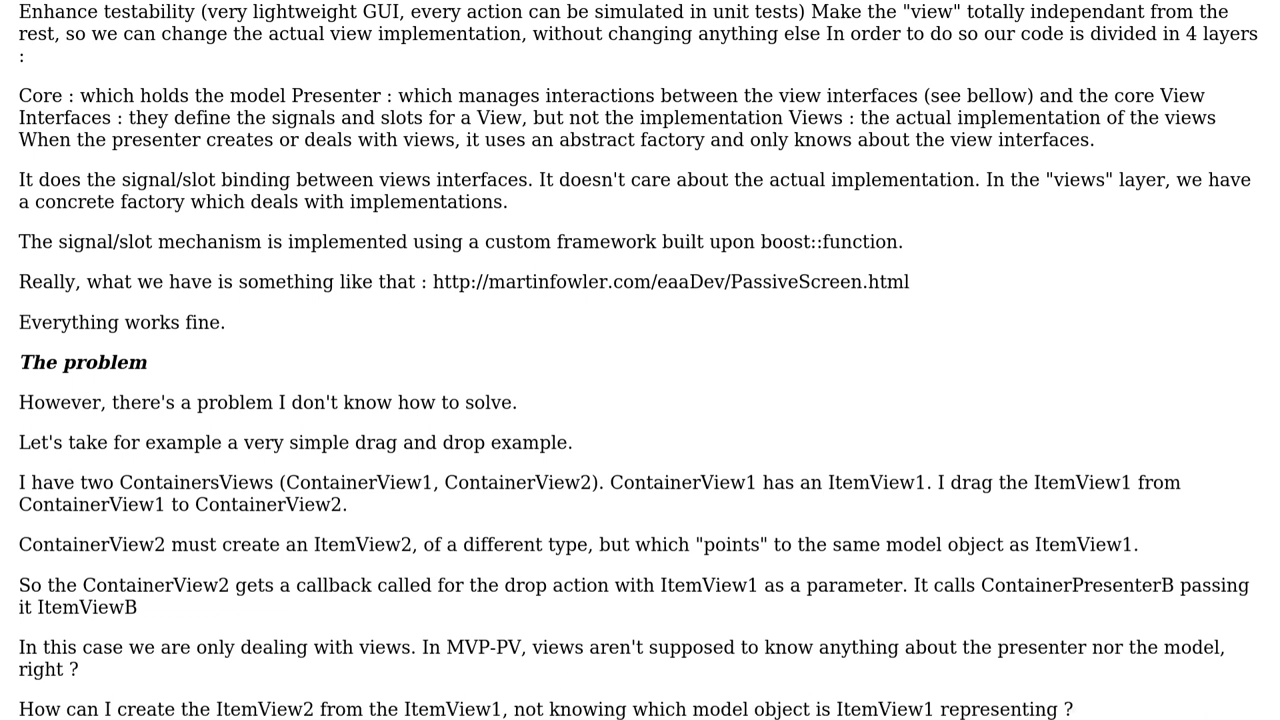 Enhance testability (very lightweight GUI, every action can be simulated in unit tests) Make the "view" totally independant from the
rest, so we can change the actual view implementation, without changing anything else In order to do so our code is divided in 4 layers
:
Core : which holds the model Presenter : which manages interactions between the view interfaces (see bellow) and the core View
Interfaces : they define the signals and slots for a View, but not the implementation Views : the actual implementation of the views
When the presenter creates or deals with views, it uses an abstract factory and only knows about the view interfaces.
It does the signal/slot binding between views interfaces. It doesn't care about the actual implementation. In the "views" layer, we have
a concrete factory which deals with implementations.
The signal/slot mechanism is implemented using a custom framework built upon boost::function.
Really, what we have is something like that : http://martinfowler.com/eaaDev/PassiveScreen.html
Everything works fine.
The problem
However, there's a problem I don't know how to solve.
Let's take for example a very simple drag and drop example.
I have two ContainersViews (ContainerView1, ContainerView2). ContainerView1 has an ItemView1. I drag the ItemView1 from
ContainerView1 to ContainerView2.
ContainerView2 must create an ItemView2, of a different type, but which "points" to the same model object as ItemView1.
So the ContainerView2 gets a callback called for the drop action with ItemView1 as a parameter. It calls ContainerPresenterB passing
it ItemViewB
In this case we are only dealing with views. In MVP-PV, views aren't supposed to know anything about the presenter nor the model,
right ?
How can I create the ItemView2 from the ItemView1, not knowing which model object is ItemView1 representing ?